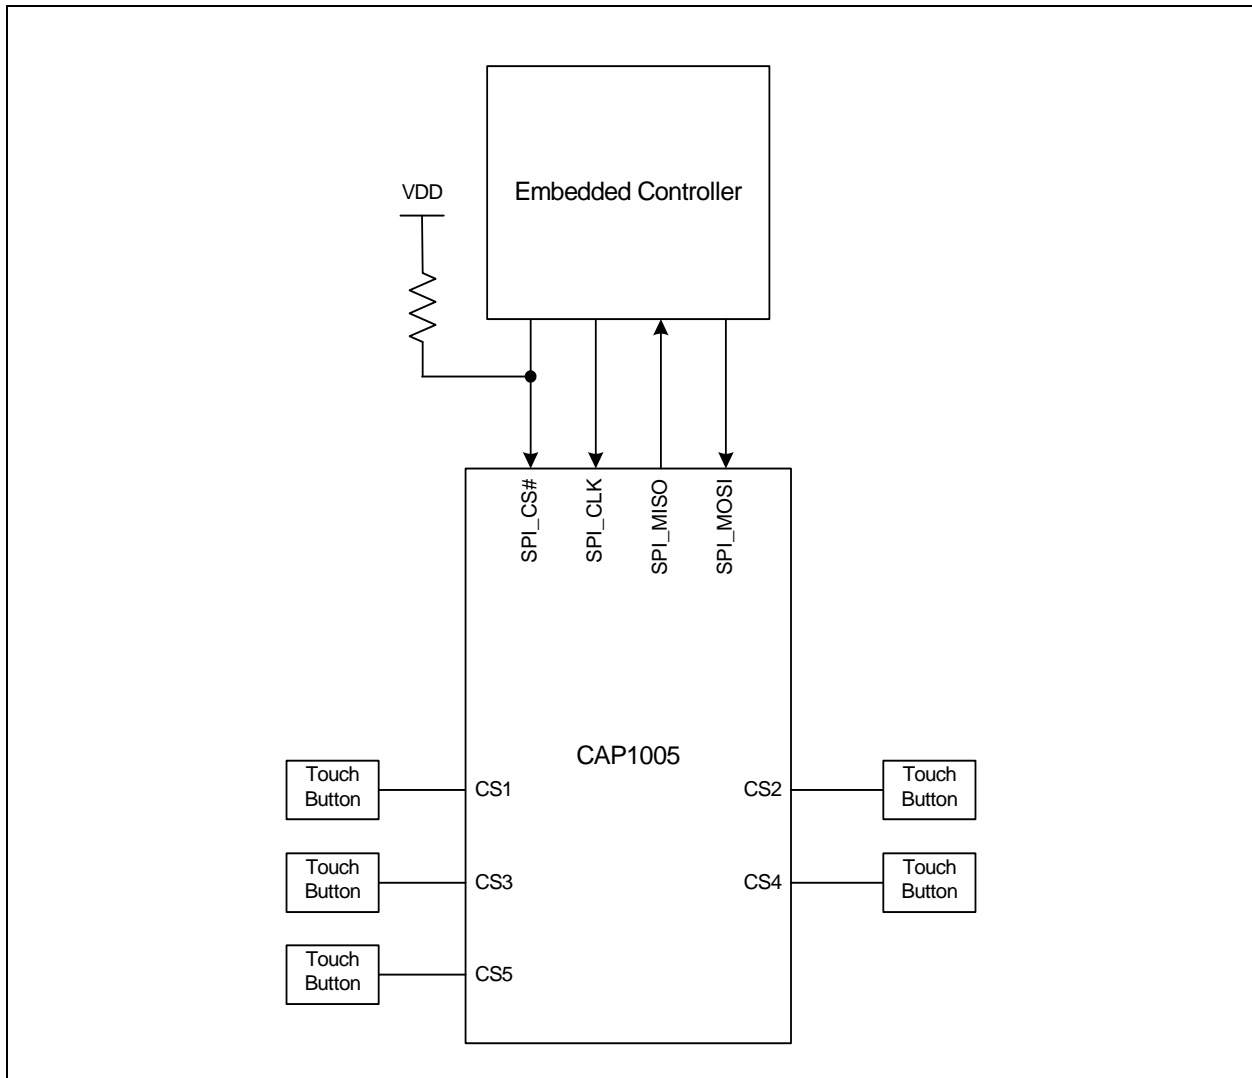 Embedded Controller
VDD
SPI_CS#
SPI_CLK
SPI_MISO
SPI_MOSI
CAP1005
Touch
Button
CS1
CS2
Touch
Button
Touch
Button
CS3
CS4
Touch
Button
Touch
Button
CS5